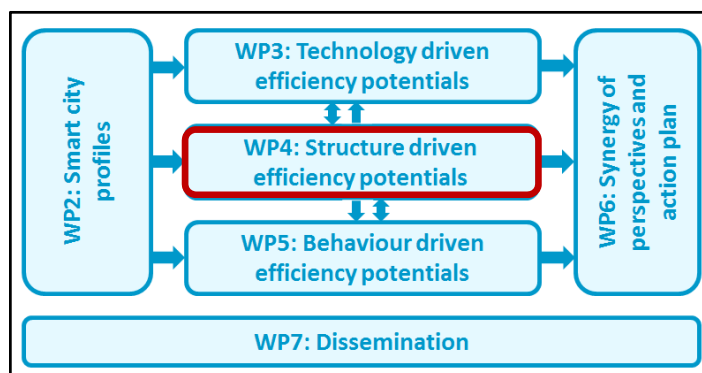 WP2: Smart city
profiles
WP3: Technology driven
efficiency potentials
WP4: Structure driven
efficiency potentials
WP5: Behaviour driven
efficiency potentials
WP6: Synergy of
perspectives and
action plan
WP7: Dissemination